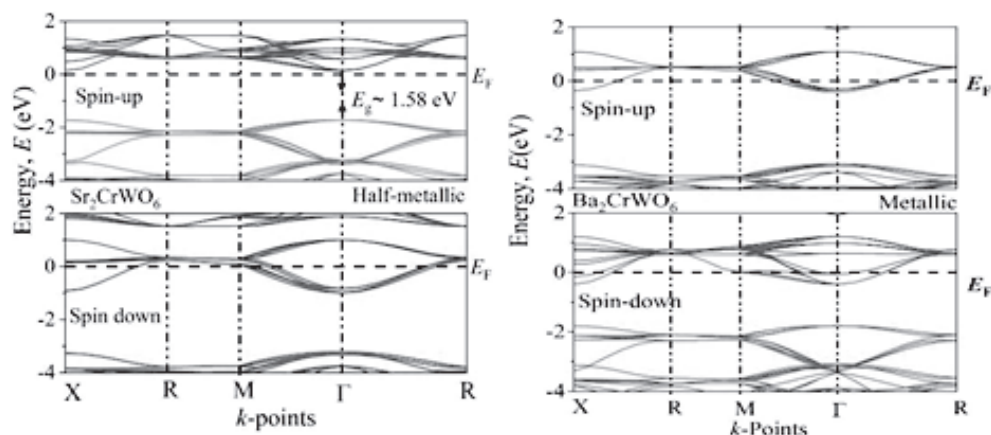 2
0
-2
-4
2
0
-2
-4
Energy, E (eV)
Spin-up
E_F
E_g ~ 1.58 eV
Sr₂CrWO₆
Half-metallic
Spin down
E_F
X R M Γ R
k-points
2
0
-2
-4
2
0
-2
-4
Energy, E(eV)
Spin-up
E_F
Ba₂CrWO₆
Metallic
Spin-down
E_F
X R M Γ R
k-Points